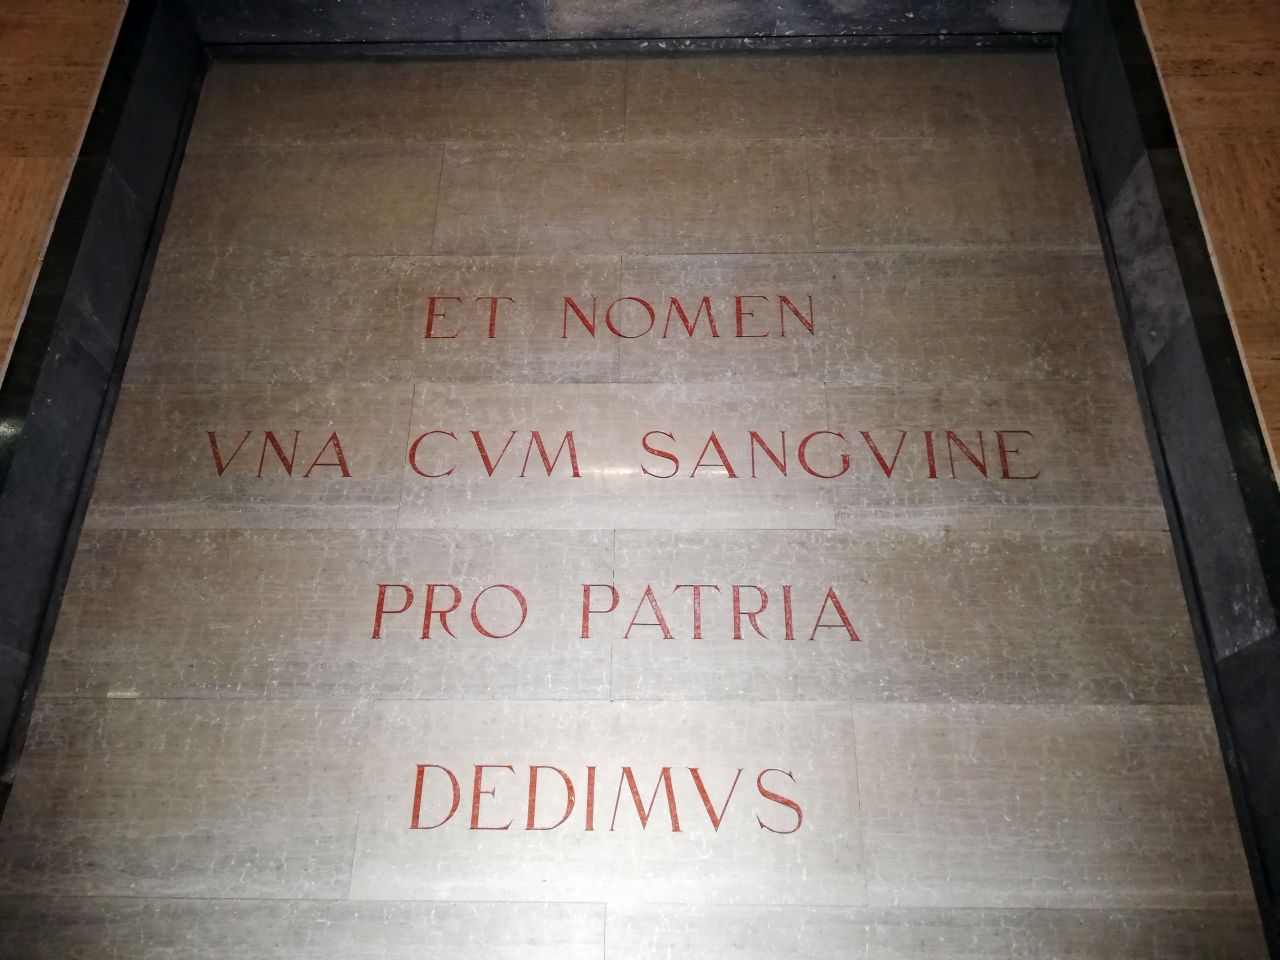 ET NOMEN
VNA CVM SANGVINE
PRO PATRIA
DEDIMVS